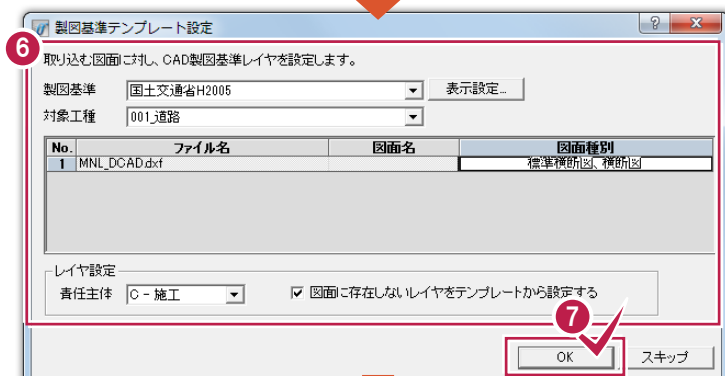 製図基準テンプレート設定
6
取り込む図面に対し、CAD製図基準レイヤを設定します。
製図基準 国土交通省H2005 表示設定...
対象工種 001_道路
No. ファイル名 図面名 図面種別
1 MNL_DCAD.dxf 標準横断図、横断図
レイヤ設定
責任主体 C - 施工 図面に存在しないレイヤをテンプレートから設定する
7
OK スキップ